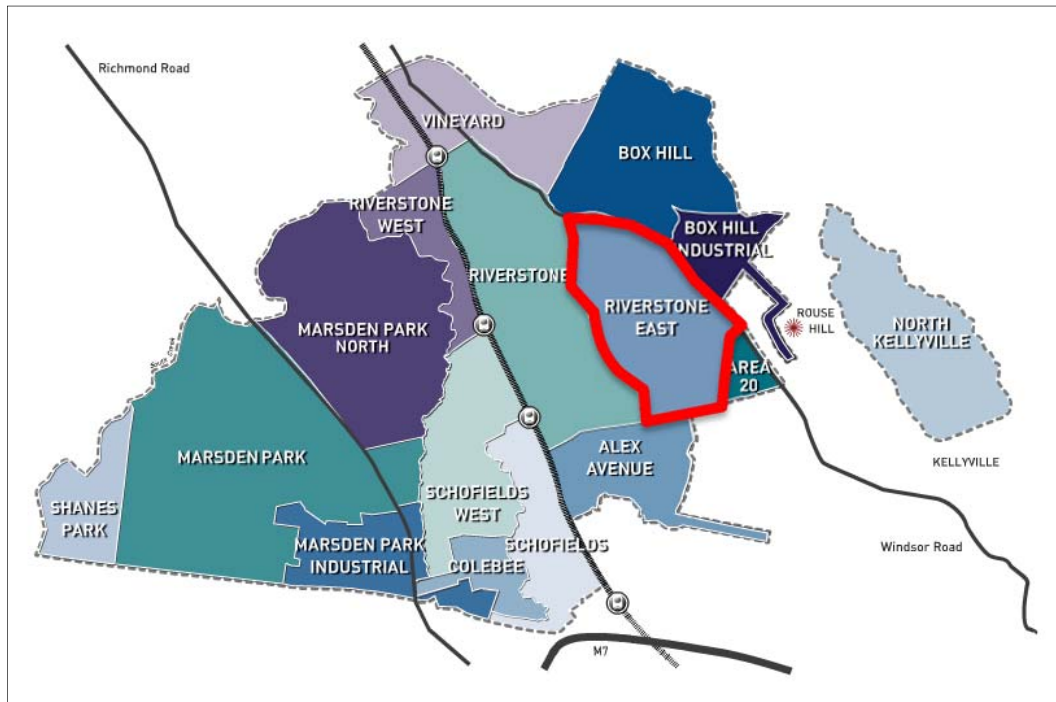 Richmond Road
VINEYARD
BOX HILL
RIVERSTONE
WEST
BOX HILL
INDUSTRIAL
RIVERSTONE
RIVERSTONE
EAST
ROUSE
HILL
NORTH
KELLYVILLE
MARSDEN PARK
NORTH
South Creek
AREA
20
MARSDEN PARK
ALEX
AVENUE
KELLYVILLE
SHANES
PARK
SCHOFIELDS
WEST
MARSDEN PARK
INDUSTRIAL
SCHOFIELDS
COLEBEE
Windsor Road
M7